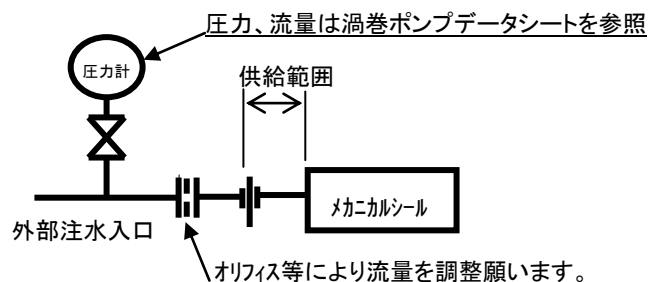 圧力、流量は渦巻ポンプデータシートを参照
圧力計
供給範囲
メカニカルシール
外部注水入口
オリフィス等により流量を調整願います。